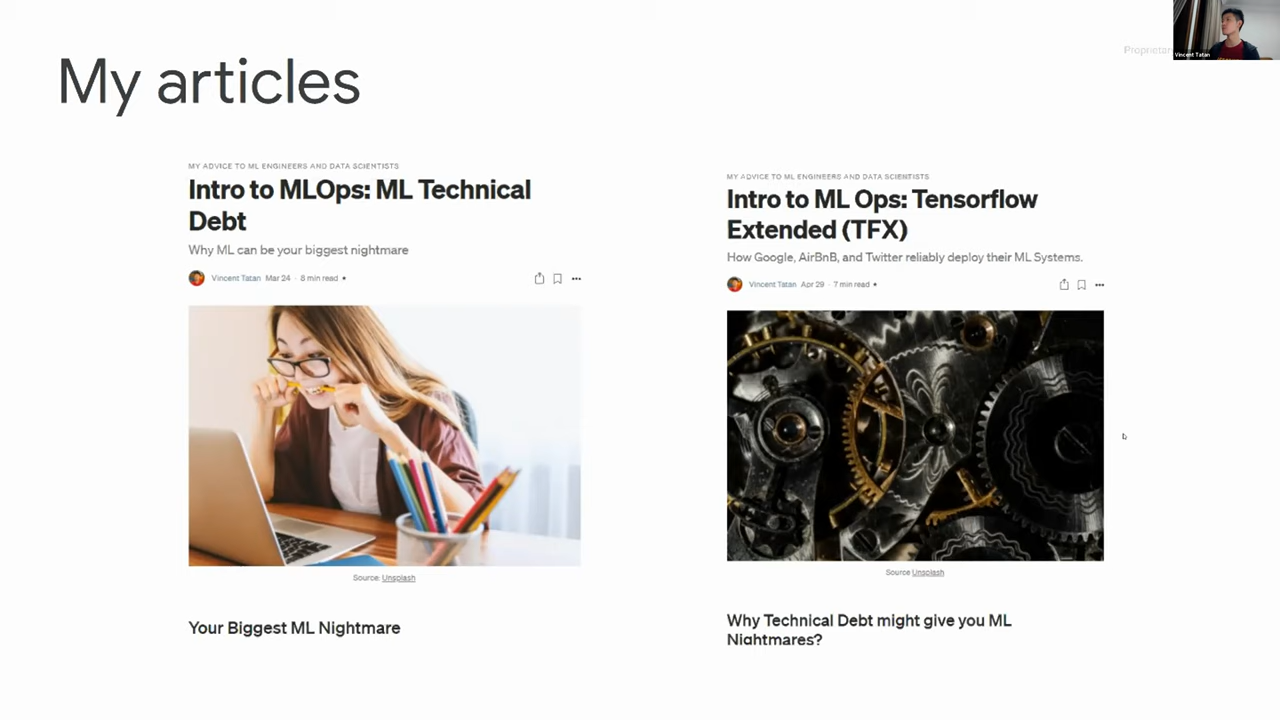 My articles
Proprietar
Vincent Tatan
MY ADVICE TO ML ENGINEERS AND DATA SCIENTISTS
Intro to MLOps: ML Technical
Debt
Why ML can be your biggest nightmare
Vincent Tatan Mar 24 · 8 min read
Source: Unsplash
Your Biggest ML Nightmare
MY ADVICE TO ML ENGINEERS AND DATA SCIENTISTS
Intro to ML Ops: Tensorflow
Extended (TFX)
How Google, AirBnB, and Twitter reliably deploy their ML Systems.
Vincent Tatan Apr 29 · 7 min read
Source Unsplash
Why Technical Debt might give you ML
Nightmares?